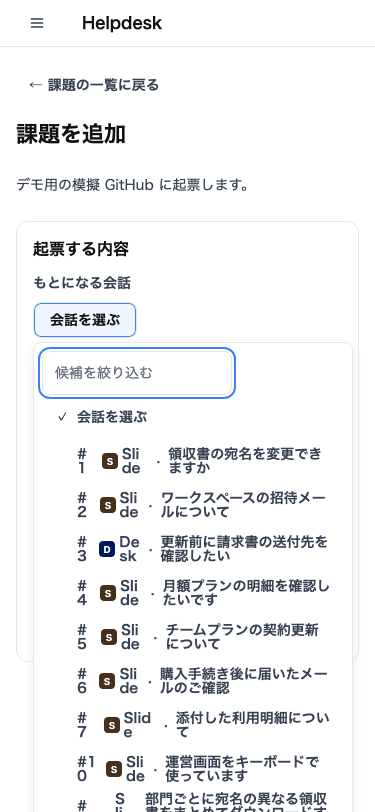 Helpdesk
← 課題の一覧に戻る
課題を追加
デモ用の模擬 GitHub に起票します。
起票する内容
もとになる会話
会話を選ぶ
候補を絞り込む
✓ 会話を選ぶ
#1 S Slide · 領収書の宛名を変更できますか
#2 S Slide · ワークスペースの招待メールについて
#3 D Desk · 更新前に請求書の送付先を確認したい
#4 S Slide · 月額プランの明細を確認したいです
#5 S Slide · チームプランの契約更新について
#6 S Slide · 購入手続き後に届いたメールのご確認
#7 S Slide · 添付した利用明細について
#10 S Slide · 運営画面をキーボードで使っています
# Sli 部門ごとに宛名の異なる領収書をまとめてダウンロードす